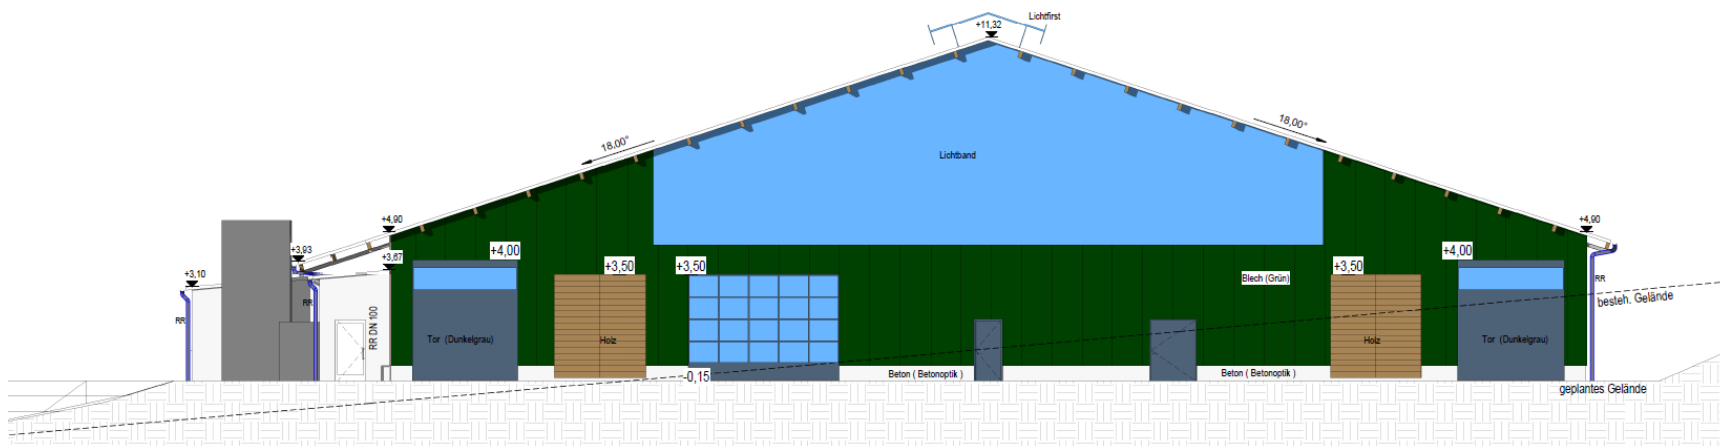 Lichtfirst
+11,32
18,00°
18,00°
Lichtband
+4,90
+4,90
+3,93
+4,00
+4,00
+3,67
+3,50
+3,50
+3,50
+3,10
Blech (Grün)
RR
besteh. Gelände
RR
RR
RR DN 100
Tor (Dunkelgrau)
Holz
Holz
Tor (Dunkelgrau)
-0,15
Beton ( Betonoptik )
Beton ( Betonoptik )
geplantes Gelände